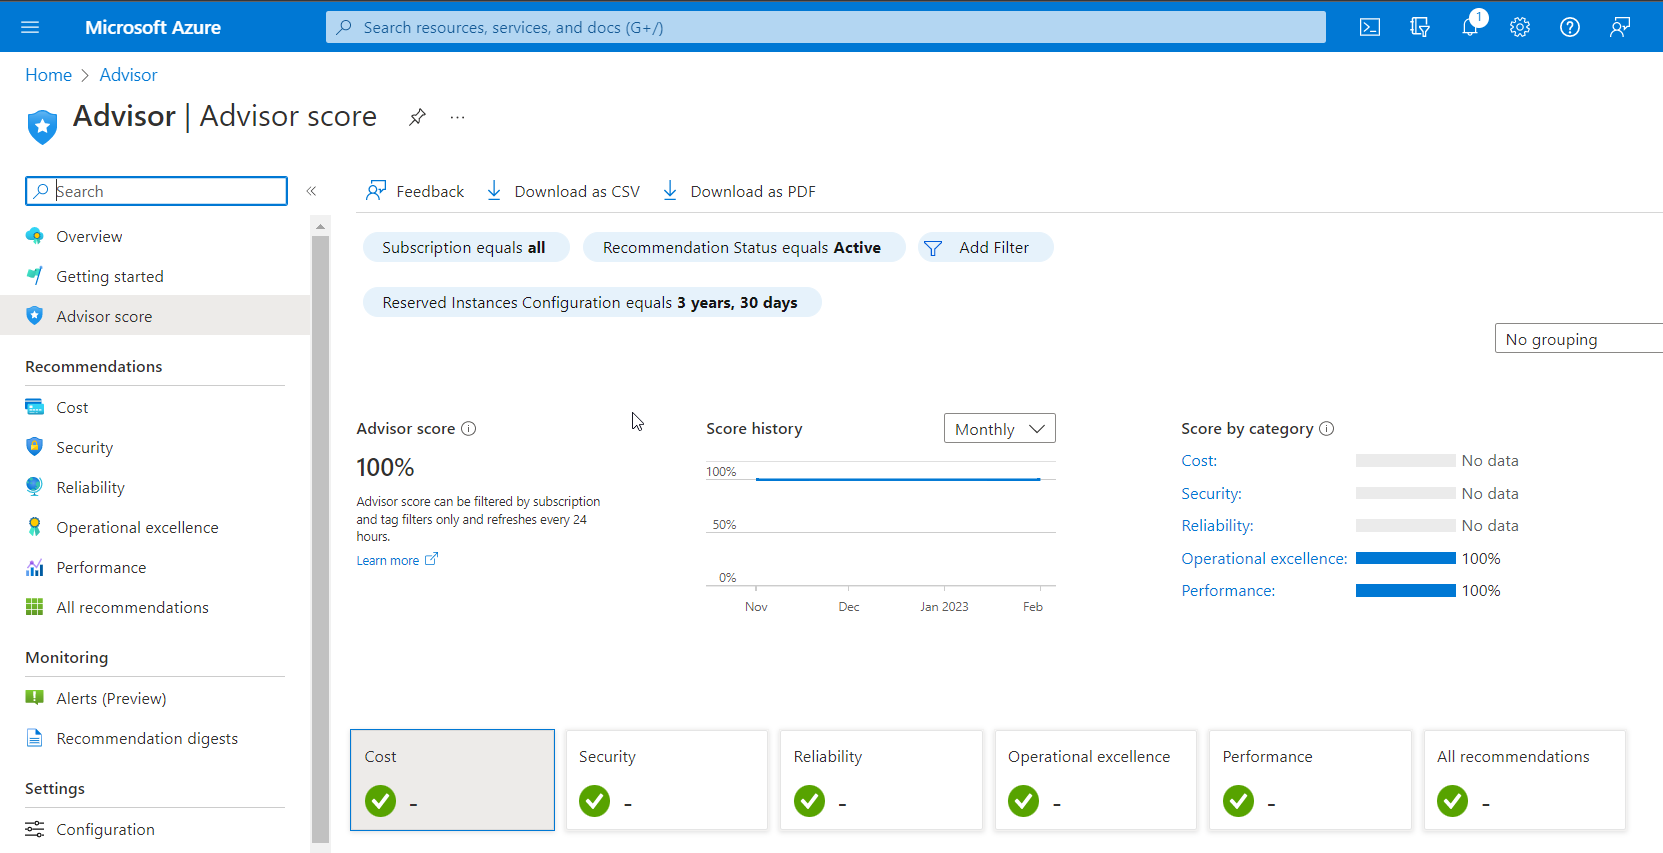 Microsoft Azure
Search resources, services, and docs (G+/)
1
Home > Advisor
Advisor | Advisor score
...
Search
«
Overview
Getting started
Advisor score
Recommendations
Cost
Security
Reliability
Operational excellence
Performance
All recommendations
Monitoring
Alerts (Preview)
Recommendation digests
Settings
Configuration
Feedback
Download as CSV
Download as PDF
Subscription equals all
Recommendation Status equals Active
Add Filter
Reserved Instances Configuration equals 3 years, 30 days
No grouping
Advisor score
100%
Advisor score can be filtered by subscription
and tag filters only and refreshes every 24
hours.
Learn more
Score history
Monthly
100%
50%
0%
Nov
Dec
Jan 2023
Feb
Score by category
Cost: No data
Security: No data
Reliability: No data
Operational excellence: 100%
Performance: 100%
Cost
-
Security
-
Reliability
-
Operational excellence
-
Performance
-
All recommendations
-